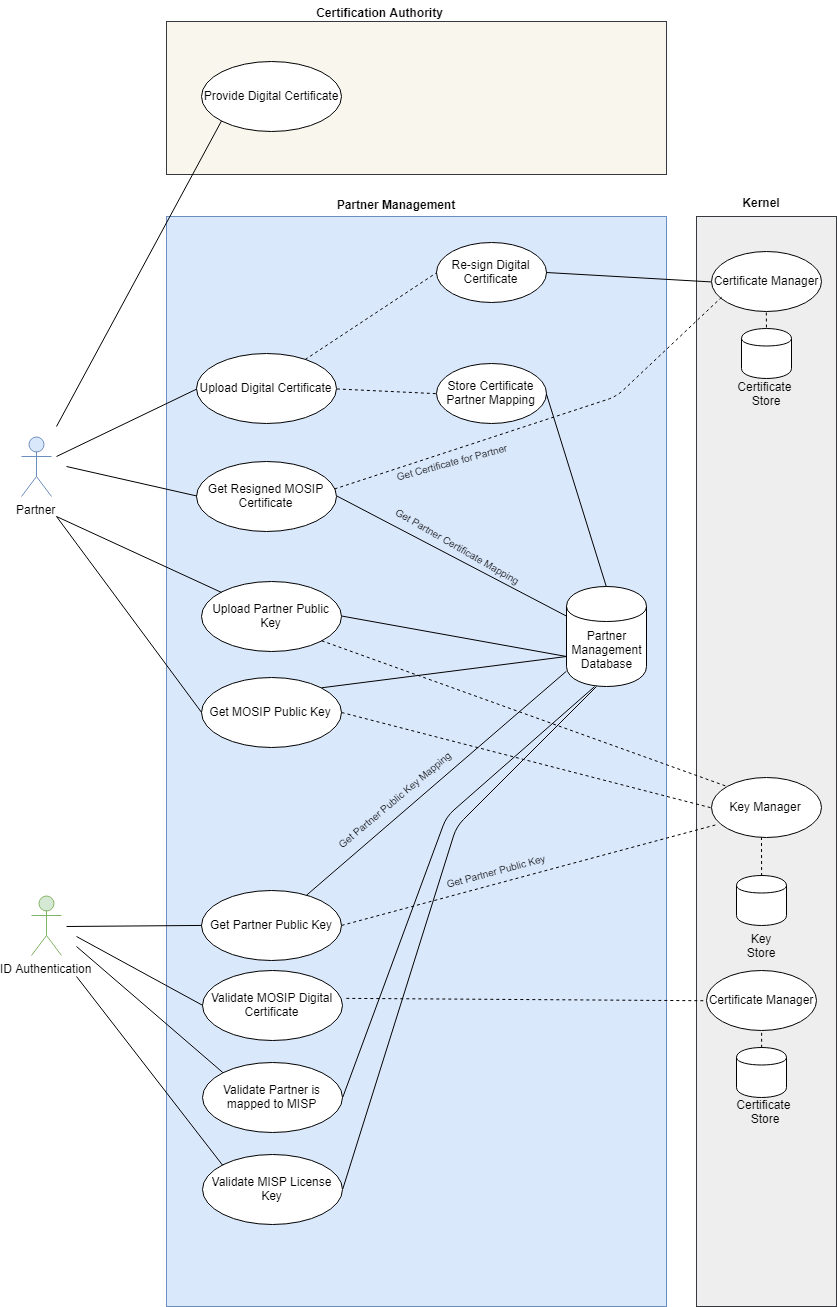 Certification Authority
Provide Digital Certificate
Partner Management
Kernel
Re-sign Digital
Certificate
Certificate Manager
Certificate
Store
Upload Digital Certificate
Store Certificate
Partner Mapping
Get Certificate for Partner
Partner
Get Resigned MOSIP
Certificate
Get Partner Certificate Mapping
Upload Partner Public
Key
Partner
Management
Database
Get MOSIP Public Key
Get Partner Public Key Mapping
Key Manager
Get Partner Public Key
Key
Store
ID Authentication
Get Partner Public Key
Validate MOSIP Digital
Certificate
Certificate Manager
Certificate
Store
Validate Partner is
mapped to MISP
Validate MISP License
Key